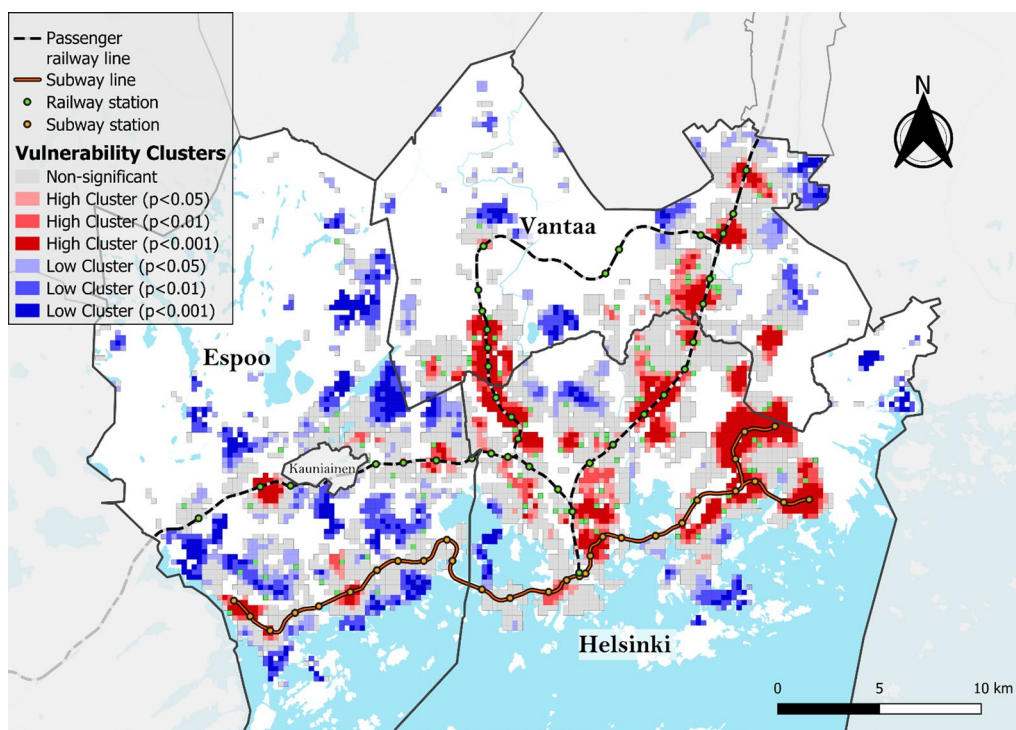 Passenger
railway line
Subway line
Railway station
Subway station
Vulnerability Clusters
Non-significant
High Cluster (p<0.05)
High Cluster (p<0.01)
High Cluster (p<0.001)
Low Cluster (p<0.05)
Low Cluster (p<0.01)
Low Cluster (p<0.001)
N
Vantaa
Espoo
Kauniainen
Helsinki
0 5 10 km